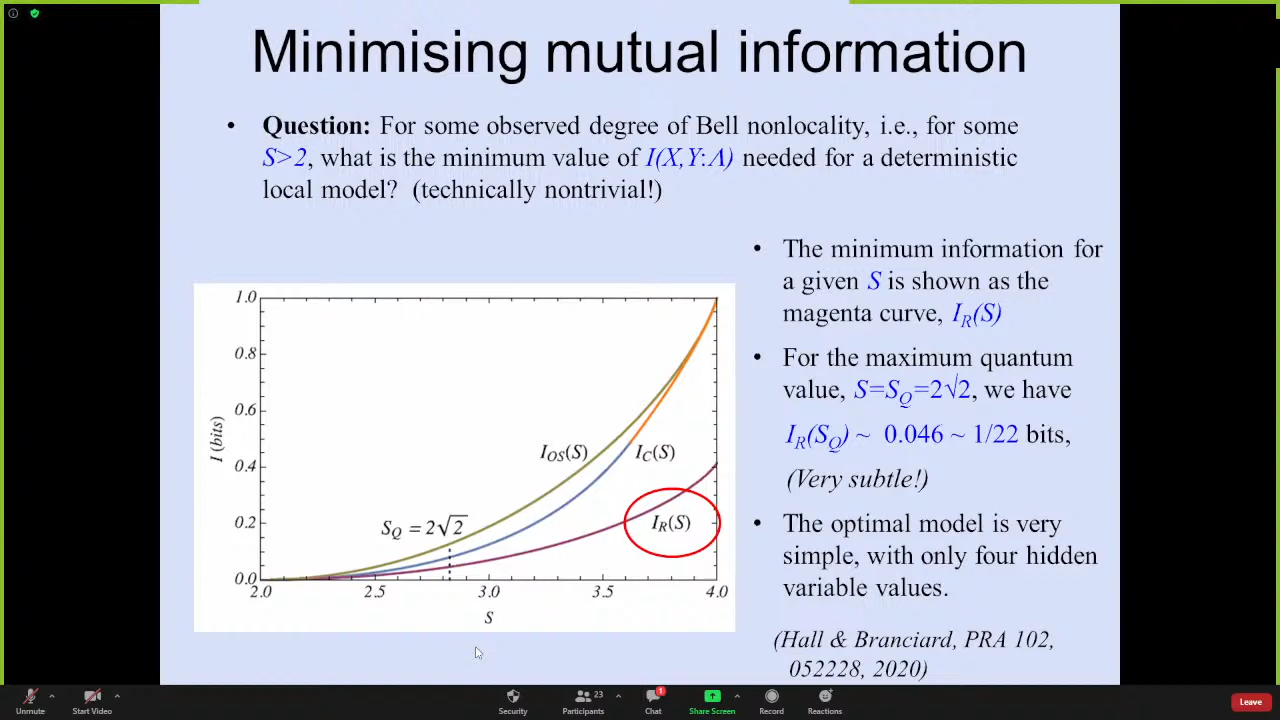 Minimising mutual information
• Question: For some observed degree of Bell nonlocality, i.e., for some
S>2, what is the minimum value of I(X,Y:Λ) needed for a deterministic
local model? (technically nontrivial!)
• The minimum information for
a given S is shown as the
magenta curve, I_R(S)
• For the maximum quantum
value, S=S_Q=2√2, we have
I_R(S_Q) ~ 0.046 ~ 1/22 bits,
(Very subtle!)
• The optimal model is very
simple, with only four hidden
variable values.
(Hall & Branciard, PRA 102,
052228, 2020)
1.0
0.8
0.6
0.4
0.2
0.0
I (bits)
I_OS(S)
I_C(S)
S_Q = 2√2
I_R(S)
2.0 2.5 3.0 3.5 4.0
S
Unmute
Start Video
Security
23
Participants
1
Chat
Share Screen
Record
Reactions
Leave